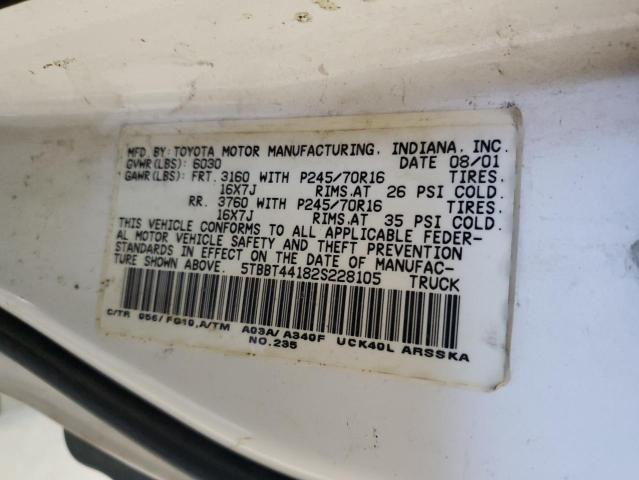 MFD BY: TOYOTA MOTOR MANUFACTURING, INDIANA, INC.
GVWR(LBS): 6030 DATE 08/01
GAWR(LBS): FRT. 3160 WITH P245/70R16 TIRES.
16X7J RIMS.AT 26 PSI COLD.
RR. 3760 WITH P245/70R16 TIRES.
16X7J RIMS.AT 35 PSI COLD.
THIS VEHICLE CONFORMS TO ALL APPLICABLE FEDER-
AL MOTOR VEHICLE SAFETY AND THEFT PREVENTION
STANDARDS IN EFFECT ON THE DATE OF MANUFAC-
TURE SHOWN ABOVE. 5TBBT44182S228105 TRUCK
C/TR 056/FG10,A/TM A03A/A340F UCK40L ARSSKA
NO.235